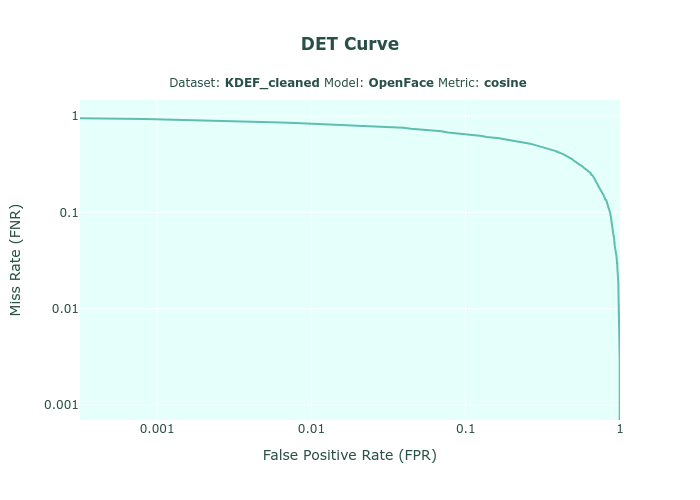 DET Curve
Dataset: KDEF_cleaned Model: OpenFace Metric: cosine
1
0.1
0.01
0.001
Miss Rate (FNR)
0.001 0.01 0.1 1
False Positive Rate (FPR)